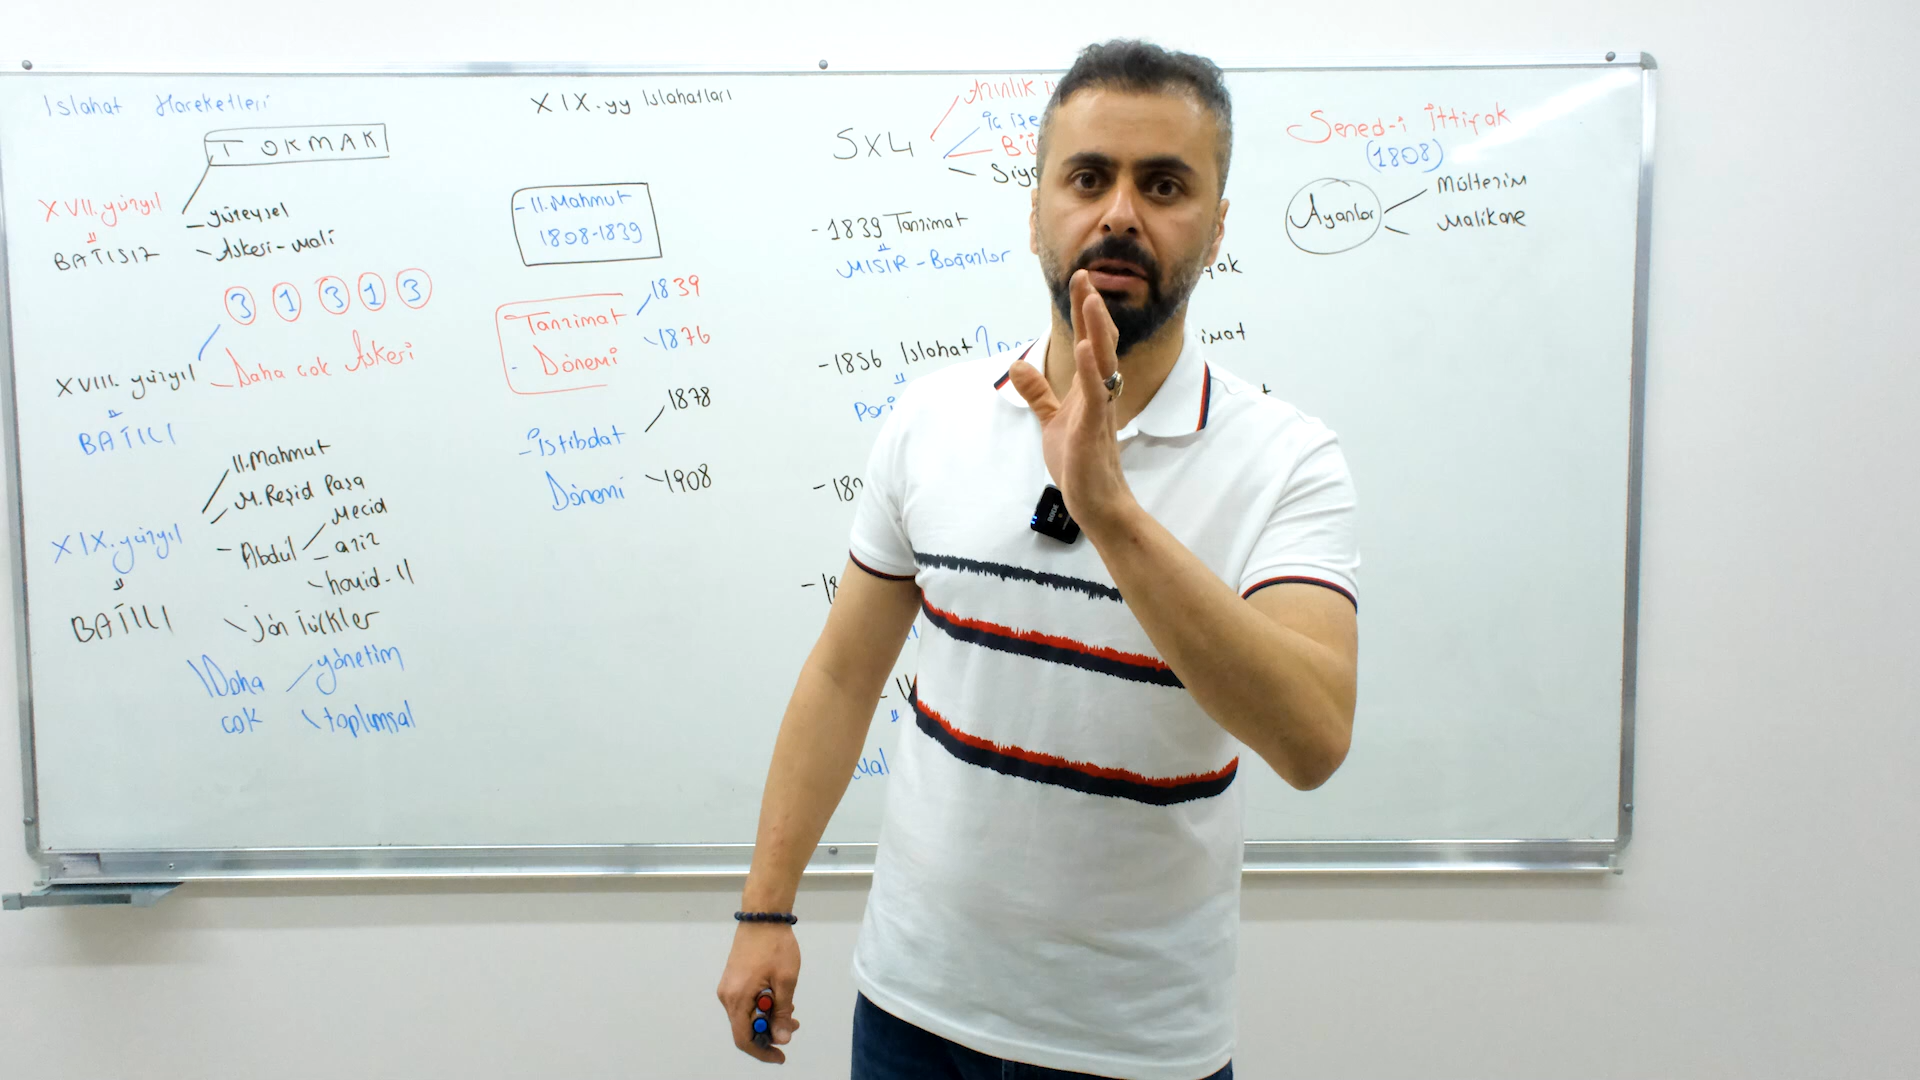 Islahat Hareketleri
TOKMAK
XVII. yüzyıl
BATISIZ
- yüzeysel
- Askeri - Mali
3 1 3 1 3
XVIII. yüzyıl
- Daha çok Askeri
BATILI
XIX. yüzyıl
BATILI
II. Mahmut
M. Reşid Paşa
- Abdül
Mecid
- aziz
hamid - II
Jön Türkler
Daha çok
yönetim
toplumsal
XIX. yy Islahatları
- II. Mahmut
1808-1839
Tanzimat
- Dönemi
1839
1876
- İstibdat
Dönemi
1878
1908
5x4
Azınlık
- 1839 Tanzimat
MISIR - Boğazlar
- 1856 Islahat
Sened-i İttifak
(1808)
Ayanlar
Mültezim
Malikane